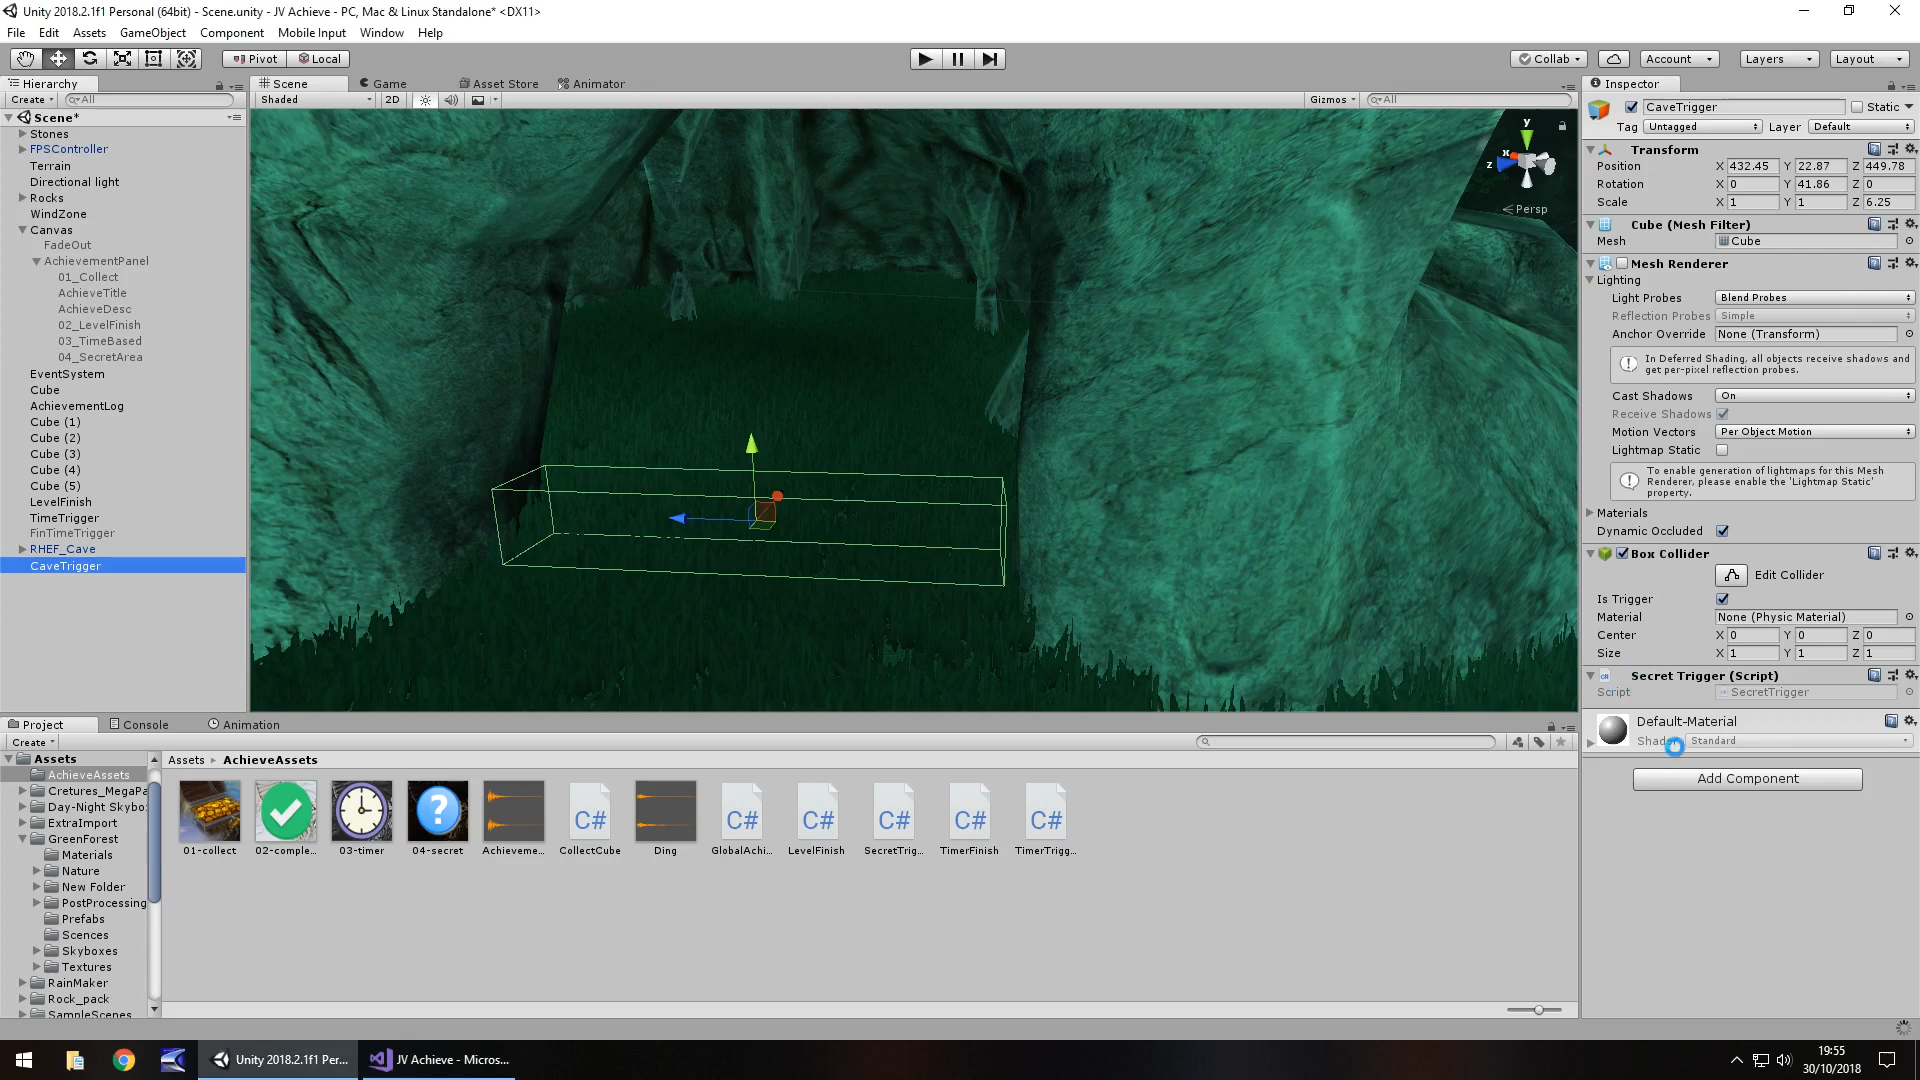 Unity 2018.2.1f1 Personal (64bit) - Scene.unity - JV Achieve - PC, Mac & Linux Standalone* <DX11>
File Edit Assets GameObject Component Mobile Input Window Help
Pivot Local
Collab Account Layers Layout
Hierarchy
Create All
Scene*
Stones
FPSController
Terrain
Directional light
Rocks
WindZone
Canvas
FadeOut
AchievementPanel
01_Collect
AchieveTitle
AchieveDesc
02_LevelFinish
03_TimeBased
04_SecretArea
EventSystem
Cube
AchievementLog
Cube (1)
Cube (2)
Cube (3)
Cube (4)
Cube (5)
LevelFinish
TimeTrigger
FinTimeTrigger
RHEF_Cave
CaveTrigger
Scene Game Asset Store Animator
Shaded 2D Gizmos All
y
x
z
Persp
Inspector
CaveTrigger Static
Tag Untagged Layer Default
Transform
Position X 432.45 Y 22.87 Z 449.78
Rotation X 0 Y 41.86 Z 0
Scale X 1 Y 1 Z 6.25
Cube (Mesh Filter)
Mesh Cube
Mesh Renderer
Lighting
Light Probes Blend Probes
Reflection Probes Simple
Anchor Override None (Transform)
In Deferred Shading, all objects receive shadows and
get per-pixel reflection probes.
Cast Shadows On
Receive Shadows
Motion Vectors Per Object Motion
Lightmap Static
To enable generation of lightmaps for this Mesh
Renderer, please enable the 'Lightmap Static'
property.
Materials
Dynamic Occluded
Box Collider
Edit Collider
Is Trigger
Material None (Physic Material)
Center X 0 Y 0 Z 0
Size X 1 Y 1 Z 1
Secret Trigger (Script)
Script SecretTrigger
Default-Material
Standard
Add Component
Project Console Animation
Create
Assets
AchieveAssets
Cretures_MegaPa
Day-Night Skybo
ExtraImport
GreenForest
Materials
Nature
New Folder
PostProcessing
Prefabs
Scences
Skyboxes
Textures
RainMaker
Rock_pack
SampleScenes
Assets AchieveAssets
C# C# C# C# C# C#
01-collect 02-comple... 03-timer 04-secret Achieveme... CollectCube Ding GlobalAchi... LevelFinish SecretTrig... TimerFinish TimerTrigg...
Unity 2018.2.1f1 Per... JV Achieve - Micros...
19:55
30/10/2018